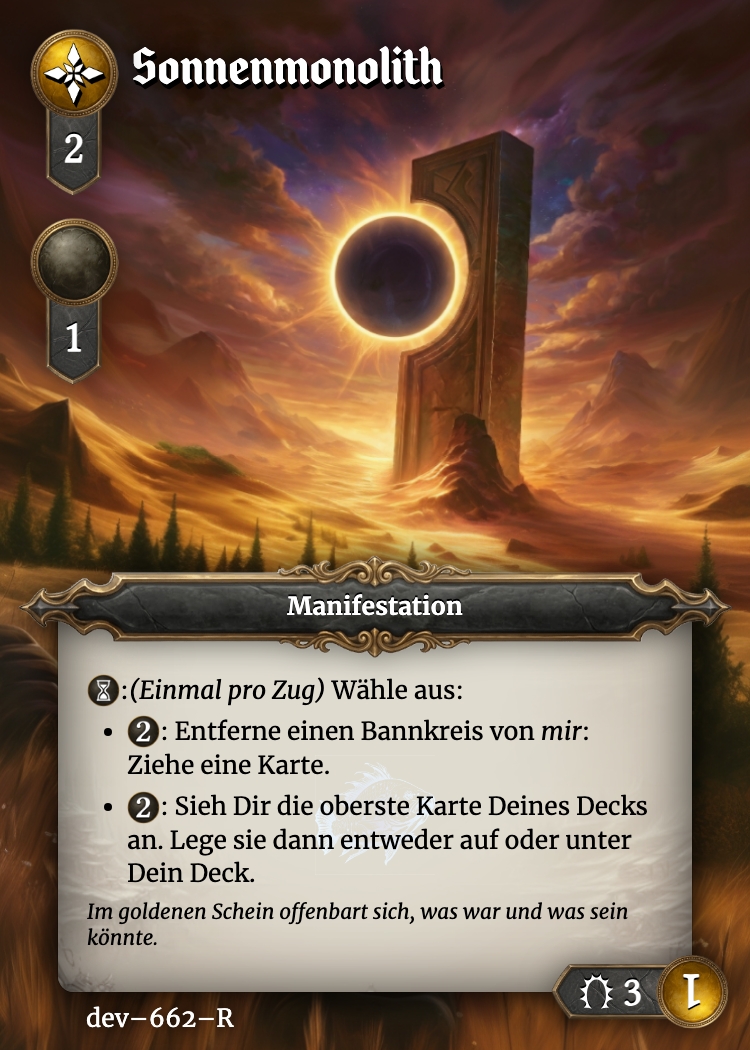 Sonnenmonolith
2
1
Manifestation
:(Einmal pro Zug) Wähle aus:
• 2: Entferne einen Bannkreis von mir:
Ziehe eine Karte.
• 2: Sieh Dir die oberste Karte Deines Decks
an. Lege sie dann entweder auf oder unter
Dein Deck.
Im goldenen Schein offenbart sich, was war und was sein
könnte.
3 1
dev–662–R